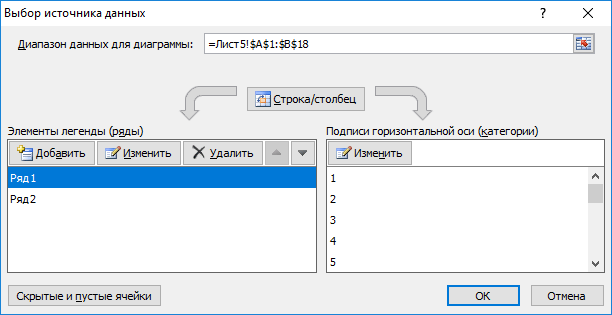 Выбор источника данных
Диапазон данных для диаграммы: =Лист5!$A$1:$B$18
Строка/столбец
Элементы легенды (ряды)
Добавить Изменить Удалить
Ряд1
Ряд2
Подписи горизонтальной оси (категории)
Изменить
1
2
3
4
5
Скрытые и пустые ячейки
ОК Отмена